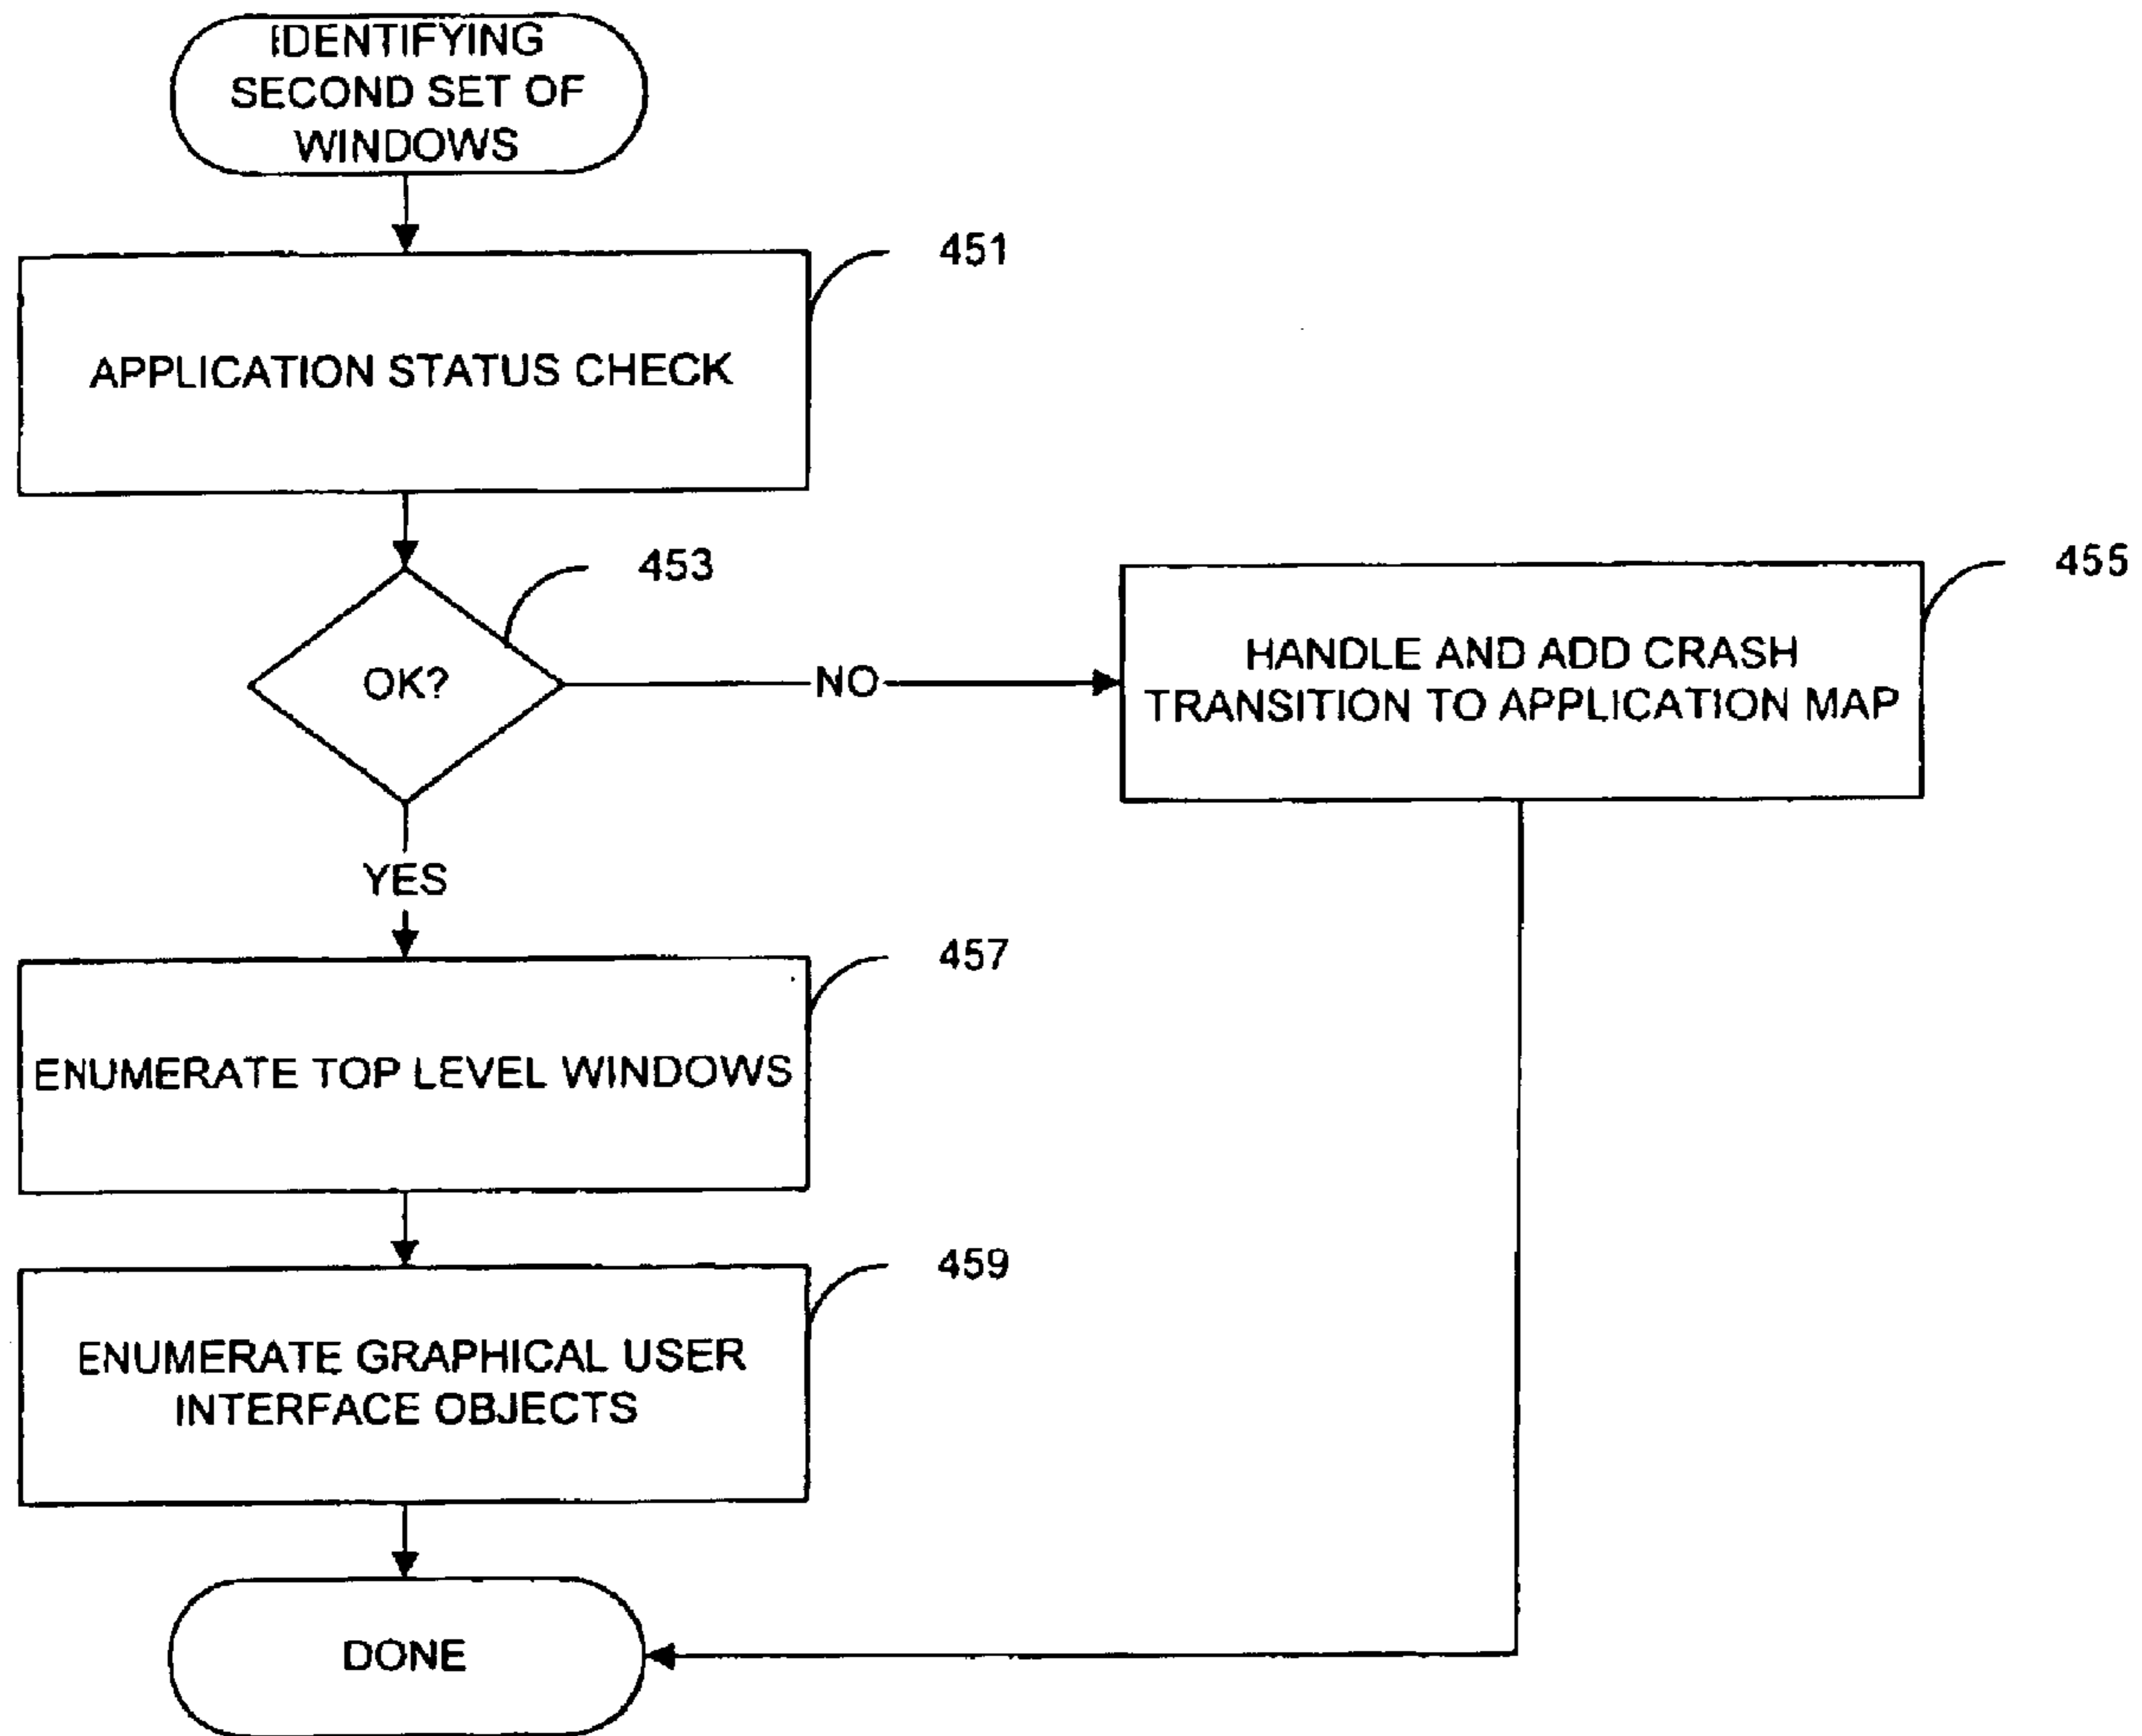 IDENTIFYING
SECOND SET OF
WINDOWS
451
APPLICATION STATUS CHECK
453
455
OK?
NO
HANDLE AND ADD CRASH
TRANSITION TO APPLICATION MAP
YES
457
ENUMERATE TOP LEVEL WINDOWS
459
ENUMERATE GRAPHICAL USER
INTERFACE OBJECTS
DONE